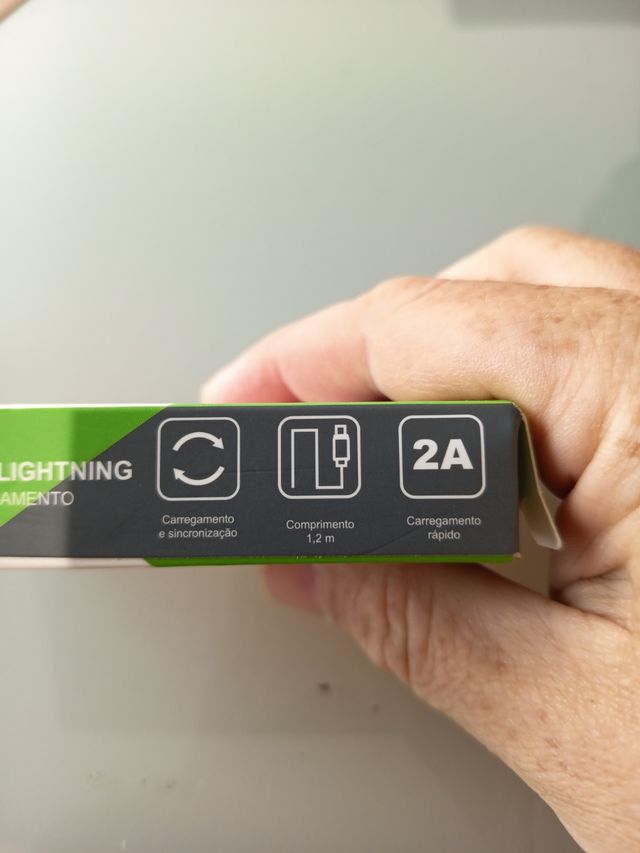 LIGHTNING
AMENTO
Carregamento
e sincronização
Comprimento
1,2 m
2A
Carregamento
rápido